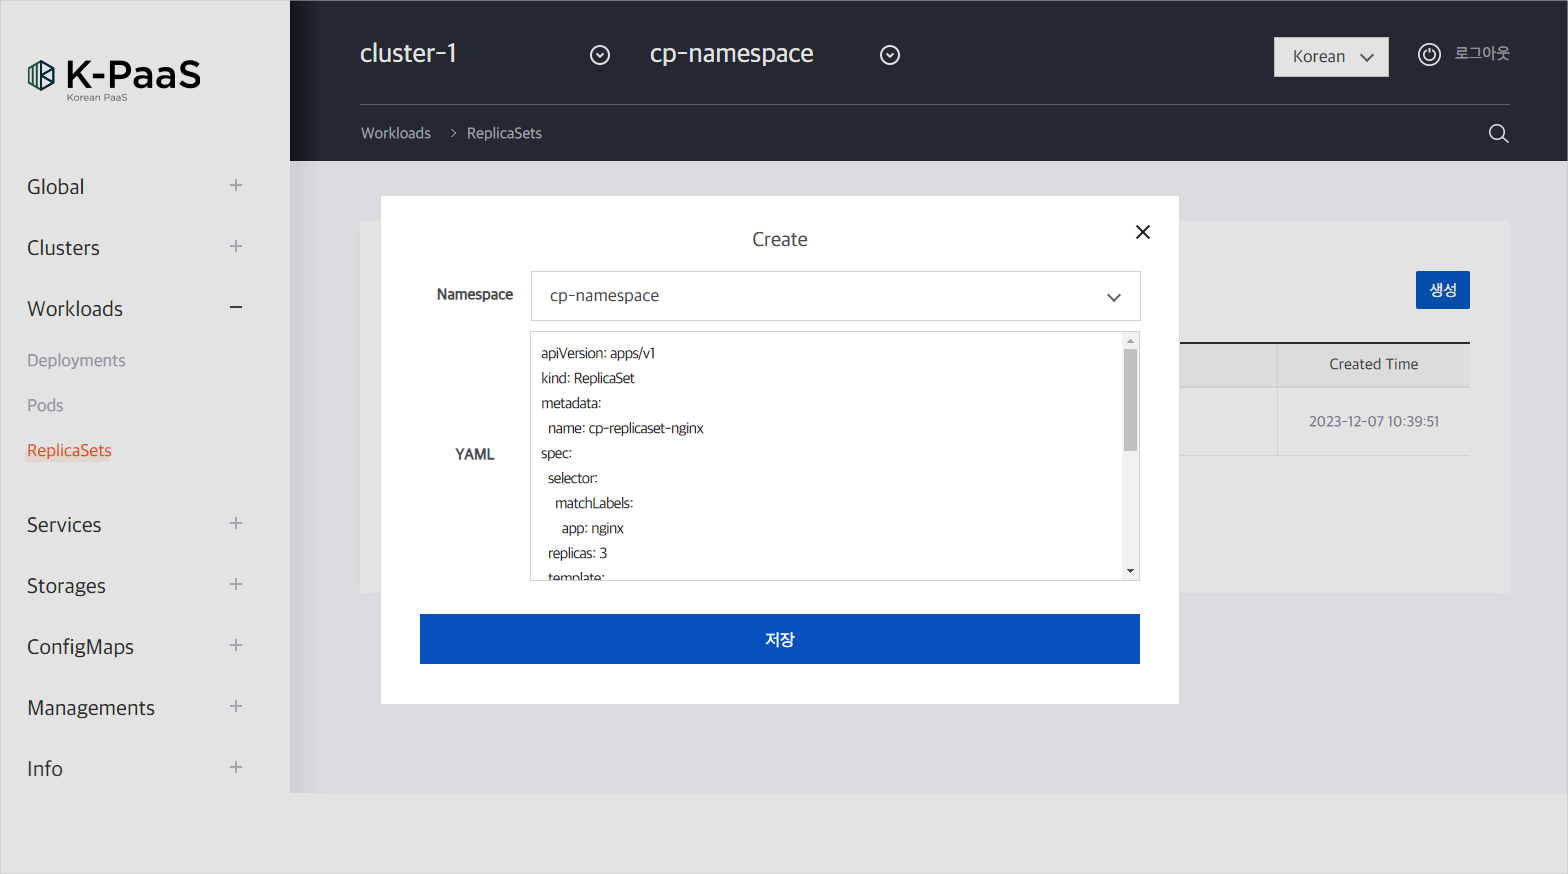 K-PaaS
Korean PaaS
Global
Clusters
Workloads
Deployments
Pods
ReplicaSets
Services
Storages
ConfigMaps
Managements
Info
cluster-1
cp-namespace
Korean
로그아웃
Workloads > ReplicaSets
생성
Created Time
2023-12-07 10:39:51
Create
Namespace
cp-namespace
YAML
apiVersion: apps/v1
kind: ReplicaSet
metadata:
  name: cp-replicaset-nginx
spec:
  selector:
    matchLabels:
      app: nginx
  replicas: 3
  template:
저장